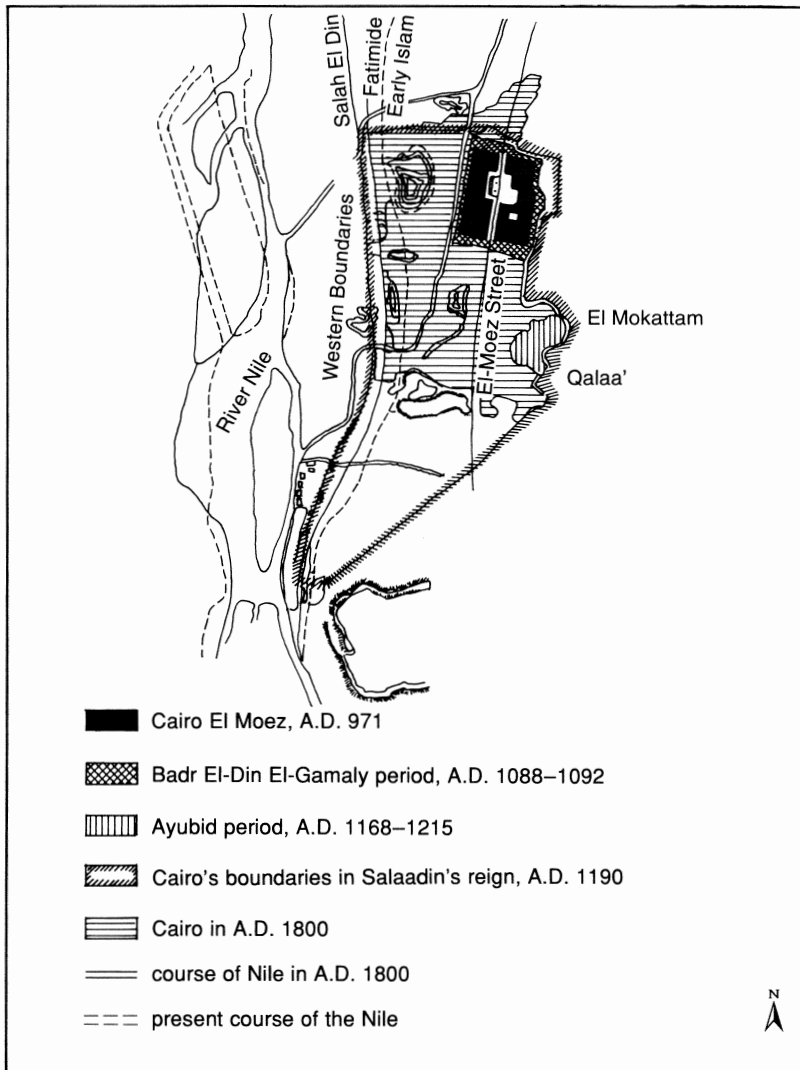 Salah El Din
Fatimide
Early Islam
Western Boundaries
River Nile
El-Moez Street
El Mokattam
Qalaa'
Cairo El Moez, A.D. 971
Badr El-Din El-Gamaly period, A.D. 1088–1092
Ayubid period, A.D. 1168–1215
Cairo's boundaries in Salaadin's reign, A.D. 1190
Cairo in A.D. 1800
course of Nile in A.D. 1800
present course of the Nile
N